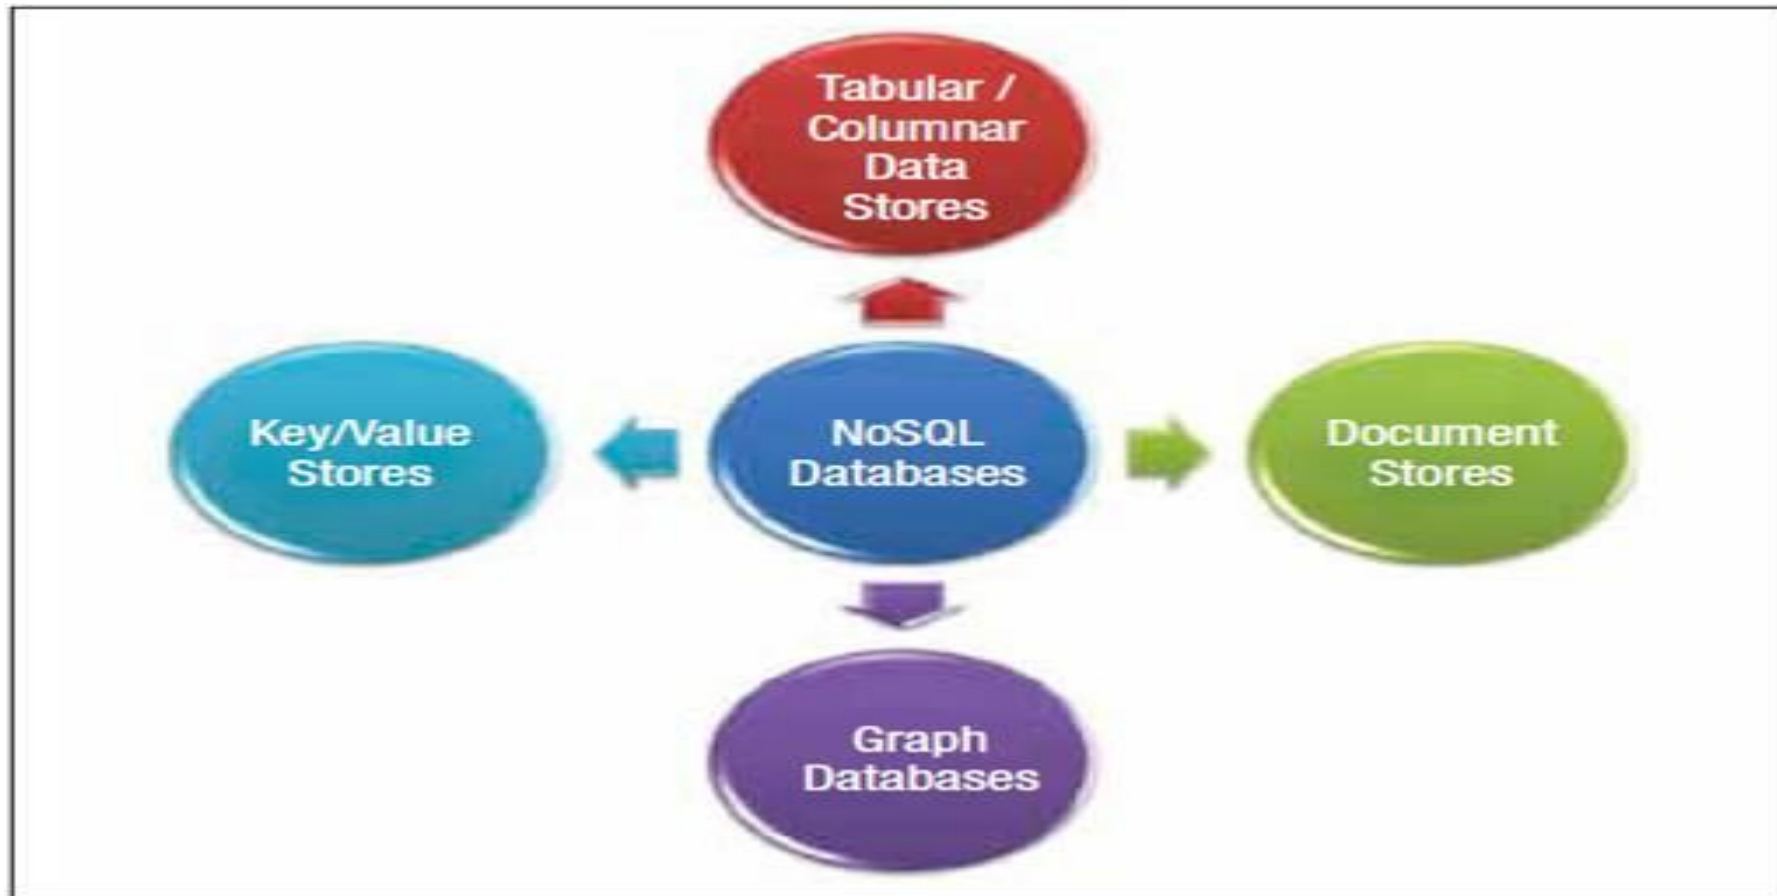 Tabular /
Columnar
Data
Stores
Key/Value
Stores
NoSQL
Databases
Document
Stores
Graph
Databases